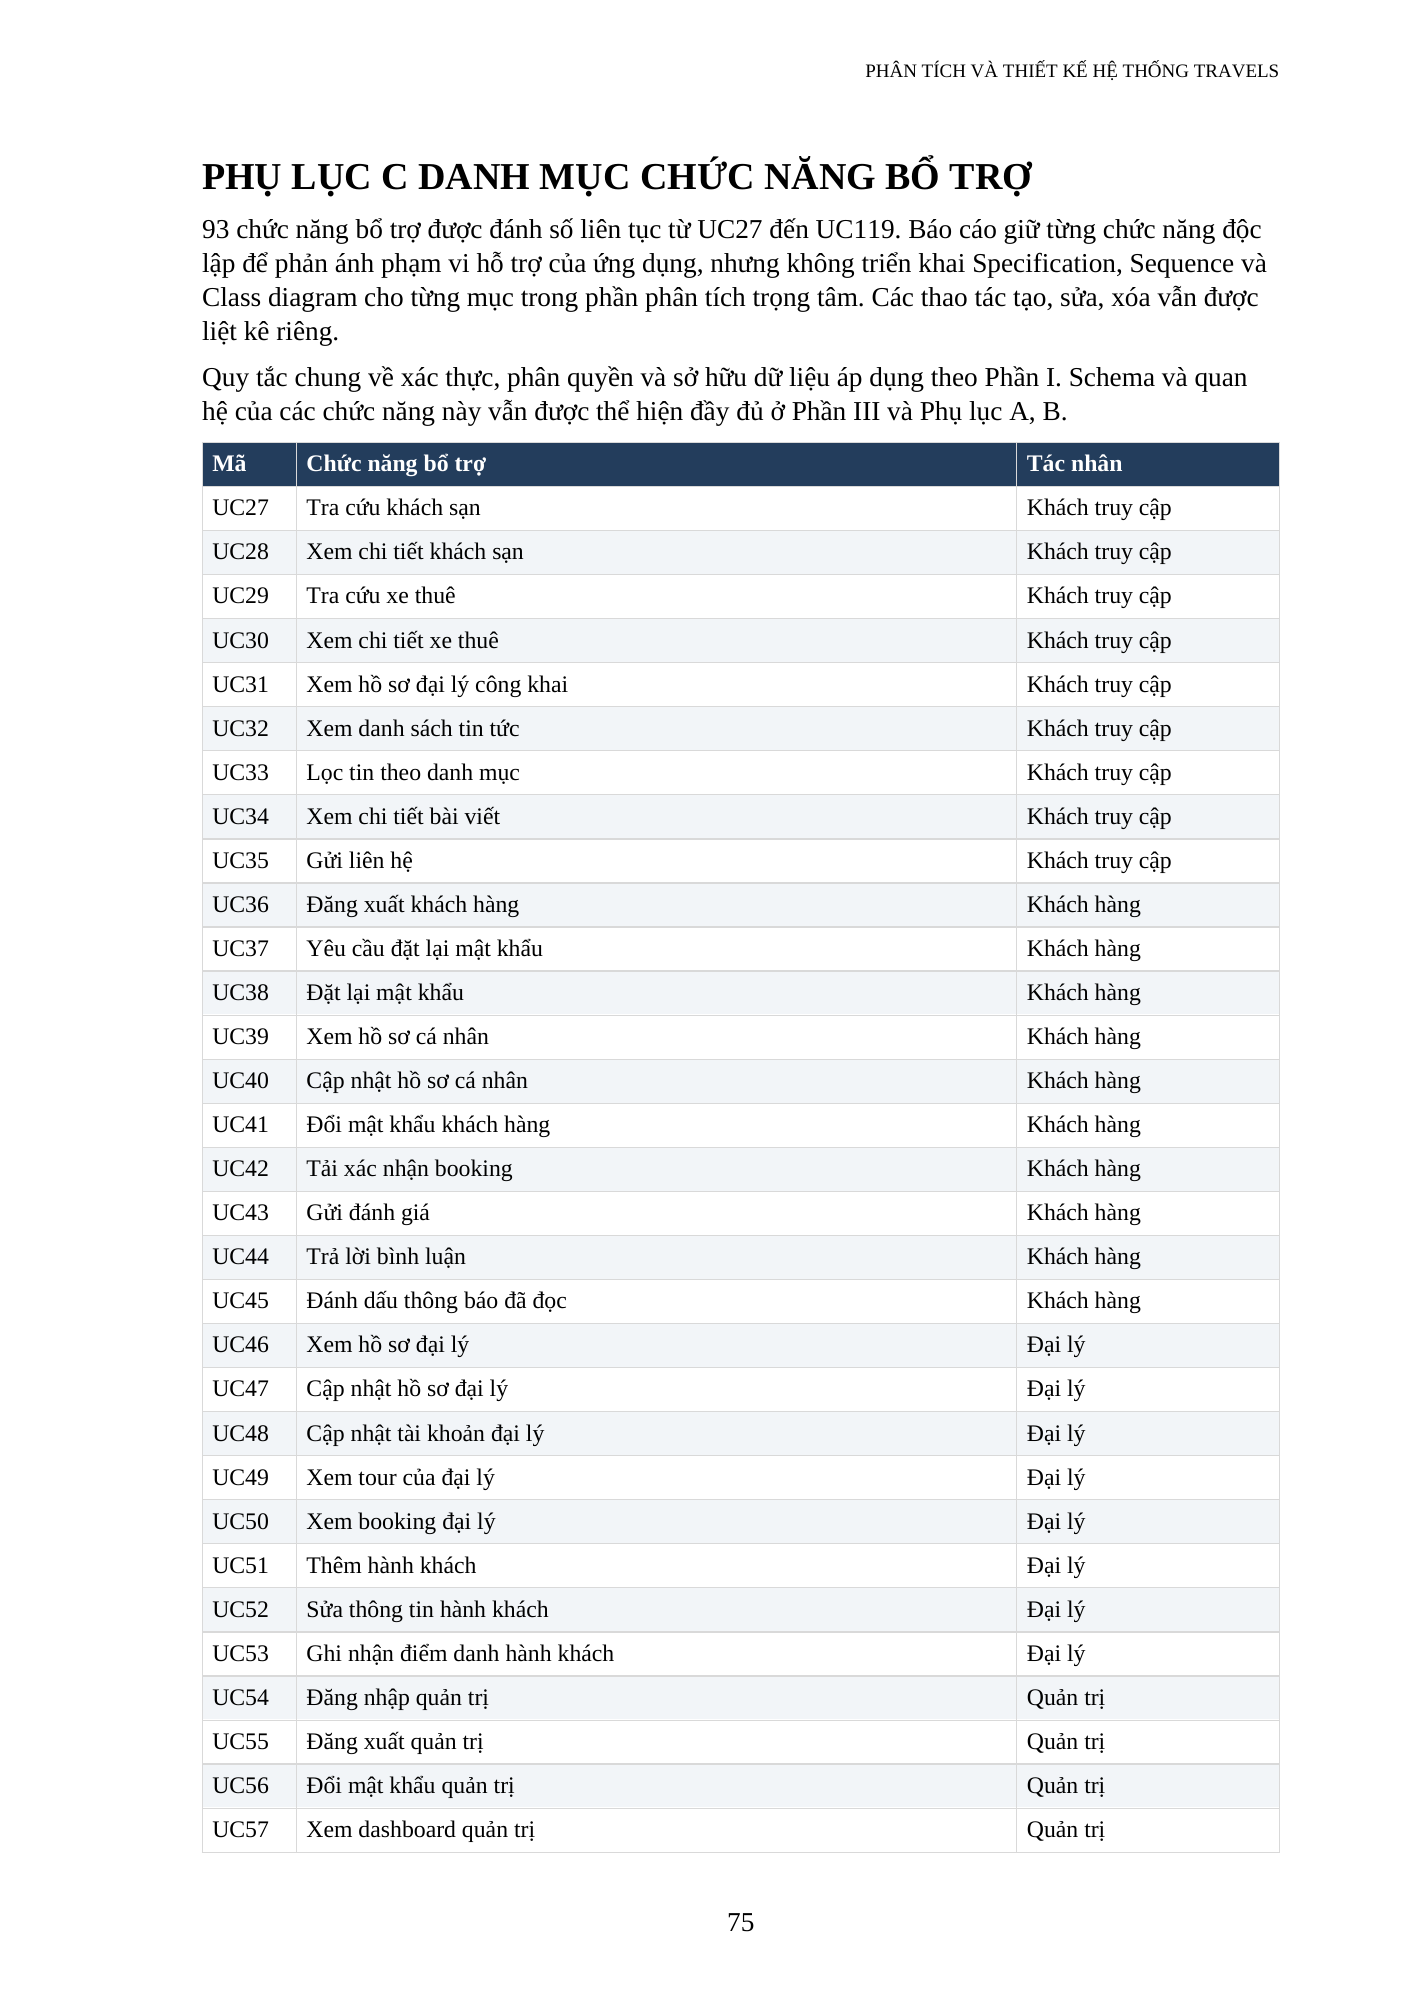 PHÂN TÍCH VÀ THIẾT KẾ HỆ THỐNG TRAVELS
PHỤ LỤC C DANH MỤC CHỨC NĂNG BỔ TRỢ
93 chức năng bổ trợ được đánh số liên tục từ UC27 đến UC119. Báo cáo giữ từng chức năng độc
lập để phản ánh phạm vi hỗ trợ của ứng dụng, nhưng không triển khai Specification, Sequence và
Class diagram cho từng mục trong phần phân tích trọng tâm. Các thao tác tạo, sửa, xóa vẫn được
liệt kê riêng.
Quy tắc chung về xác thực, phân quyền và sở hữu dữ liệu áp dụng theo Phần I. Schema và quan
hệ của các chức năng này vẫn được thể hiện đầy đủ ở Phần III và Phụ lục A, B.
Mã Chức năng bổ trợ Tác nhân
UC27 Tra cứu khách sạn Khách truy cập
UC28 Xem chi tiết khách sạn Khách truy cập
UC29 Tra cứu xe thuê Khách truy cập
UC30 Xem chi tiết xe thuê Khách truy cập
UC31 Xem hồ sơ đại lý công khai Khách truy cập
UC32 Xem danh sách tin tức Khách truy cập
UC33 Lọc tin theo danh mục Khách truy cập
UC34 Xem chi tiết bài viết Khách truy cập
UC35 Gửi liên hệ Khách truy cập
UC36 Đăng xuất khách hàng Khách hàng
UC37 Yêu cầu đặt lại mật khẩu Khách hàng
UC38 Đặt lại mật khẩu Khách hàng
UC39 Xem hồ sơ cá nhân Khách hàng
UC40 Cập nhật hồ sơ cá nhân Khách hàng
UC41 Đổi mật khẩu khách hàng Khách hàng
UC42 Tải xác nhận booking Khách hàng
UC43 Gửi đánh giá Khách hàng
UC44 Trả lời bình luận Khách hàng
UC45 Đánh dấu thông báo đã đọc Khách hàng
UC46 Xem hồ sơ đại lý Đại lý
UC47 Cập nhật hồ sơ đại lý Đại lý
UC48 Cập nhật tài khoản đại lý Đại lý
UC49 Xem tour của đại lý Đại lý
UC50 Xem booking đại lý Đại lý
UC51 Thêm hành khách Đại lý
UC52 Sửa thông tin hành khách Đại lý
UC53 Ghi nhận điểm danh hành khách Đại lý
UC54 Đăng nhập quản trị Quản trị
UC55 Đăng xuất quản trị Quản trị
UC56 Đổi mật khẩu quản trị Quản trị
UC57 Xem dashboard quản trị Quản trị
75